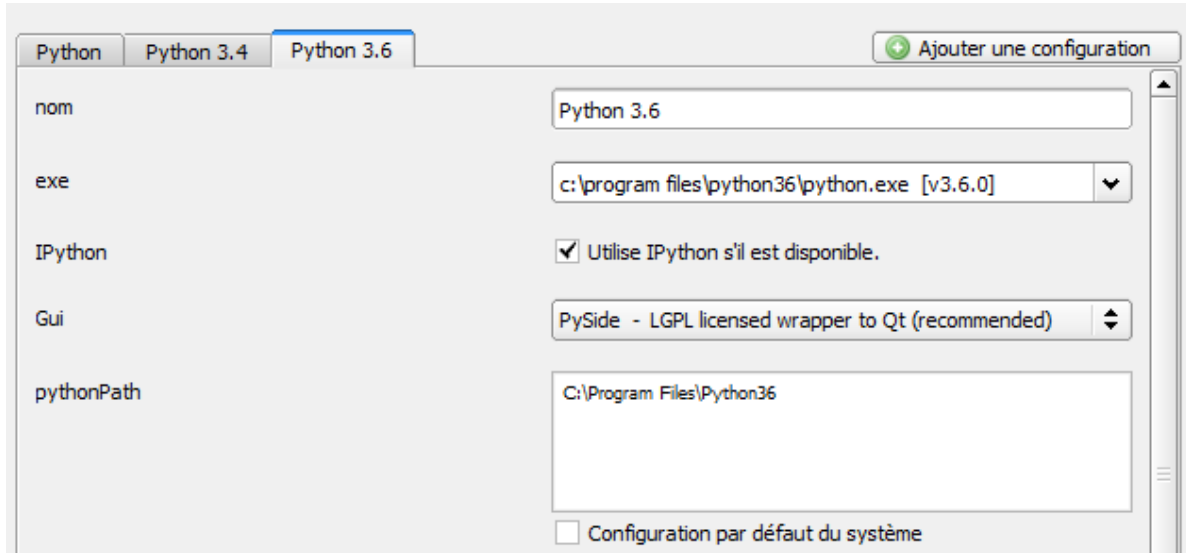 Python Python 3.4 Python 3.6 Ajouter une configuration
nom Python 3.6
exe c:\program files\python36\python.exe [v3.6.0]
IPython Utilise IPython s'il est disponible.
Gui PySide - LGPL licensed wrapper to Qt (recommended)
pythonPath C:\Program Files\Python36
Configuration par défaut du système